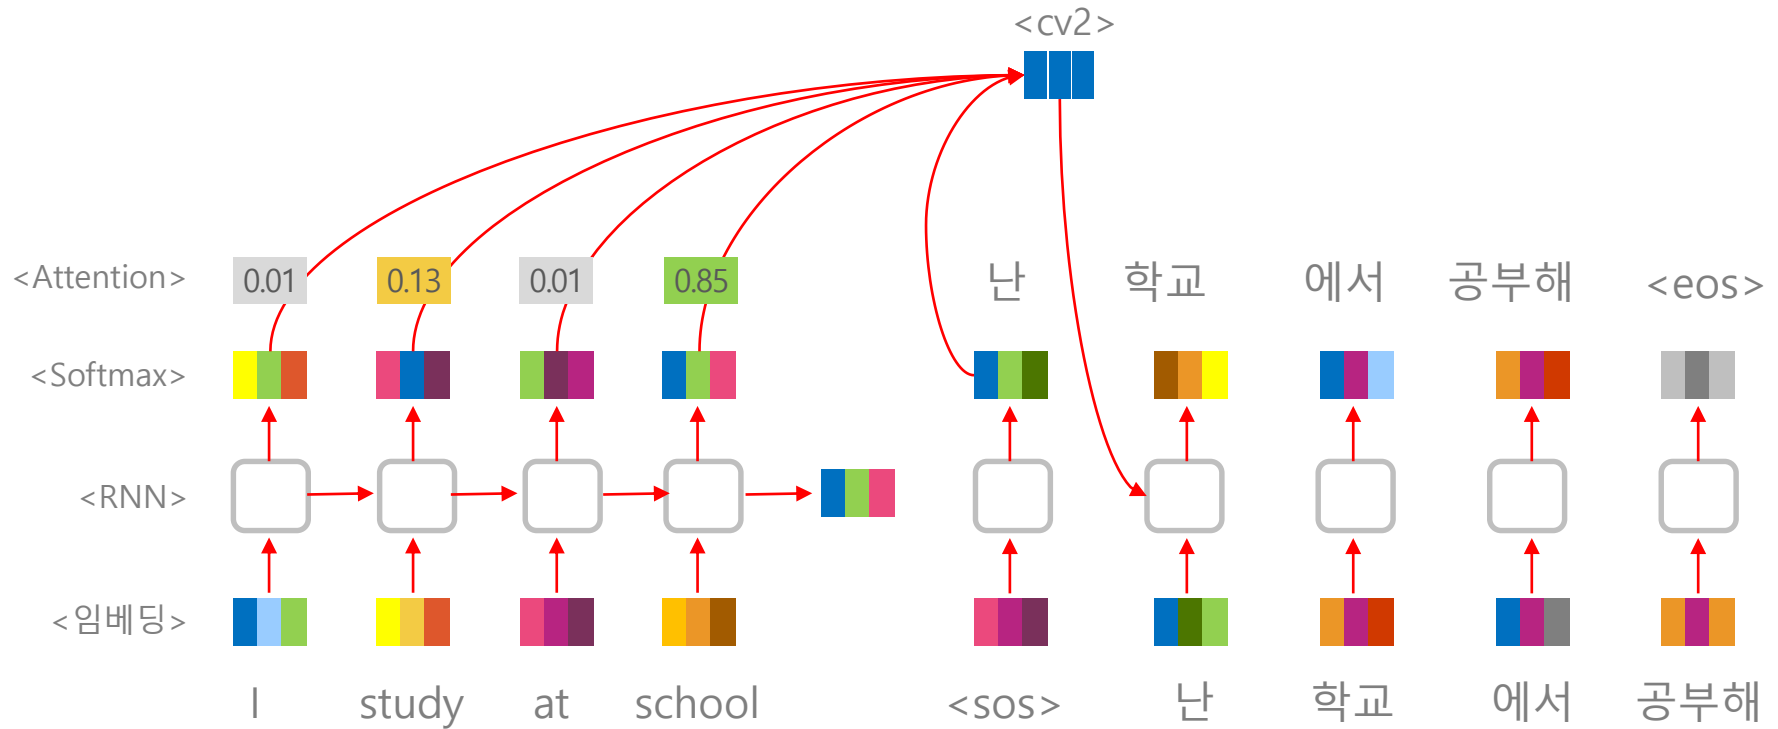 <cv2>
<Attention> 0.01 0.13 0.01 0.85 난 학교 에서 공부해 <eos>
<Softmax>
<RNN>
<임베딩>
I study at school <sos> 난 학교 에서 공부해